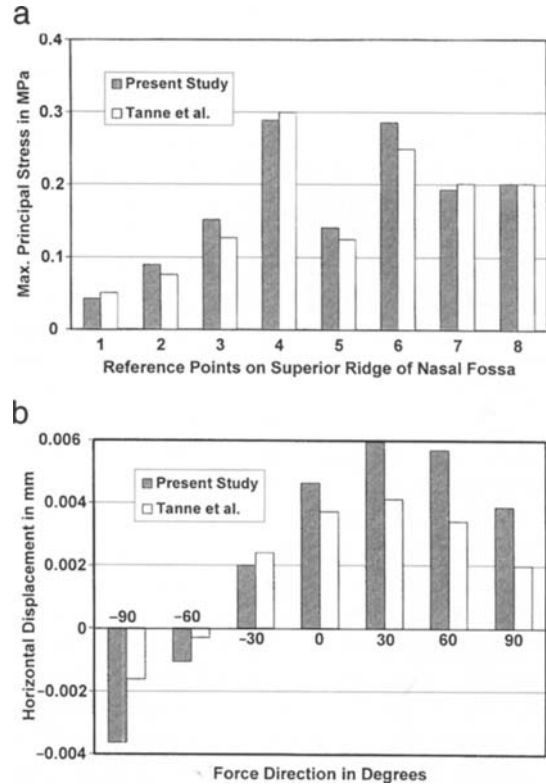 a
0.4
Present Study
Tanne et al.
0.3
0.2
0.1
0
Max. Principal Stress in MPa
1 2 3 4 5 6 7 8
Reference Points on Superior Ridge of Nasal Fossa
b
0.006
Present Study
Tanne et al.
0.004
0.002
0
-0.002
-0.004
Horizontal Displacement in mm
-90 -60 -30 0 30 60 90
Force Direction in Degrees